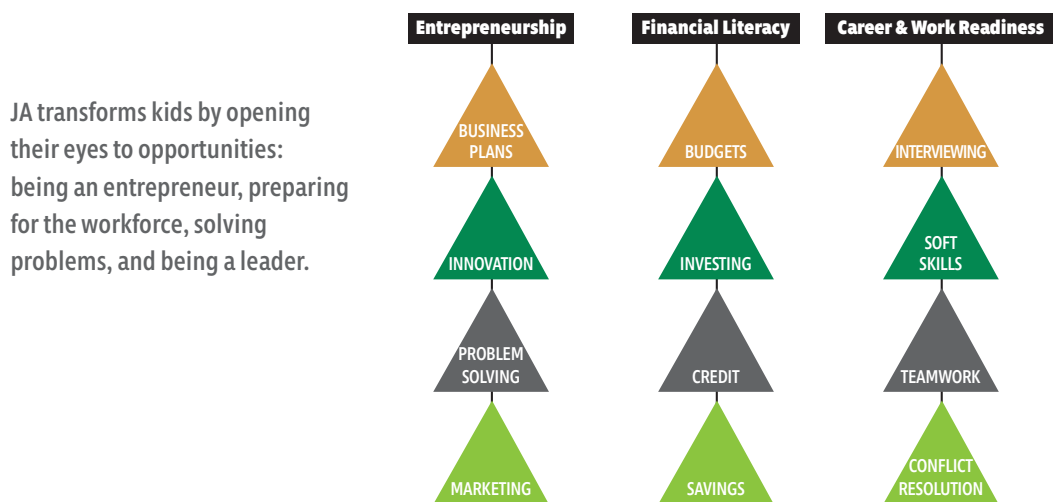 JA transforms kids by opening
their eyes to opportunities:
being an entrepreneur, preparing
for the workforce, solving
problems, and being a leader.
Entrepreneurship
BUSINESS
PLANS
INNOVATION
PROBLEM
SOLVING
MARKETING
Financial Literacy
BUDGETS
INVESTING
CREDIT
SAVINGS
Career & Work Readiness
INTERVIEWING
SOFT
SKILLS
TEAMWORK
CONFLICT
RESOLUTION